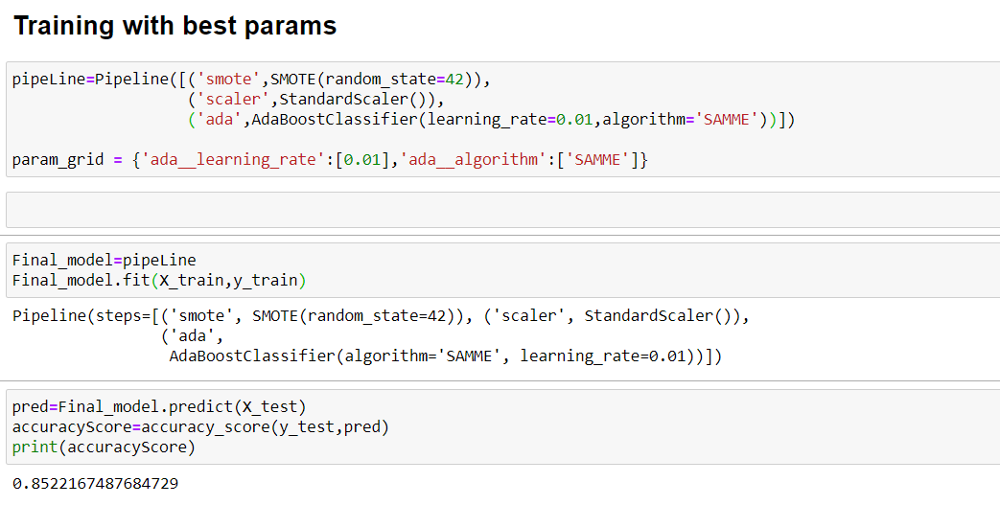 Training with best params
pipeLine=Pipeline([('smote',SMOTE(random_state=42)),
('scaler',StandardScaler()),
('ada',AdaBoostClassifier(learning_rate=0.01,algorithm='SAMME'))])
param_grid = {'ada__learning_rate':[0.01],'ada__algorithm':['SAMME']}
Final_model=pipeLine
Final_model.fit(X_train,y_train)
Pipeline(steps=[('smote', SMOTE(random_state=42)), ('scaler', StandardScaler()),
('ada',
AdaBoostClassifier(algorithm='SAMME', learning_rate=0.01))])
pred=Final_model.predict(X_test)
accuracyScore=accuracy_score(y_test,pred)
print(accuracyScore)
0.8522167487684729